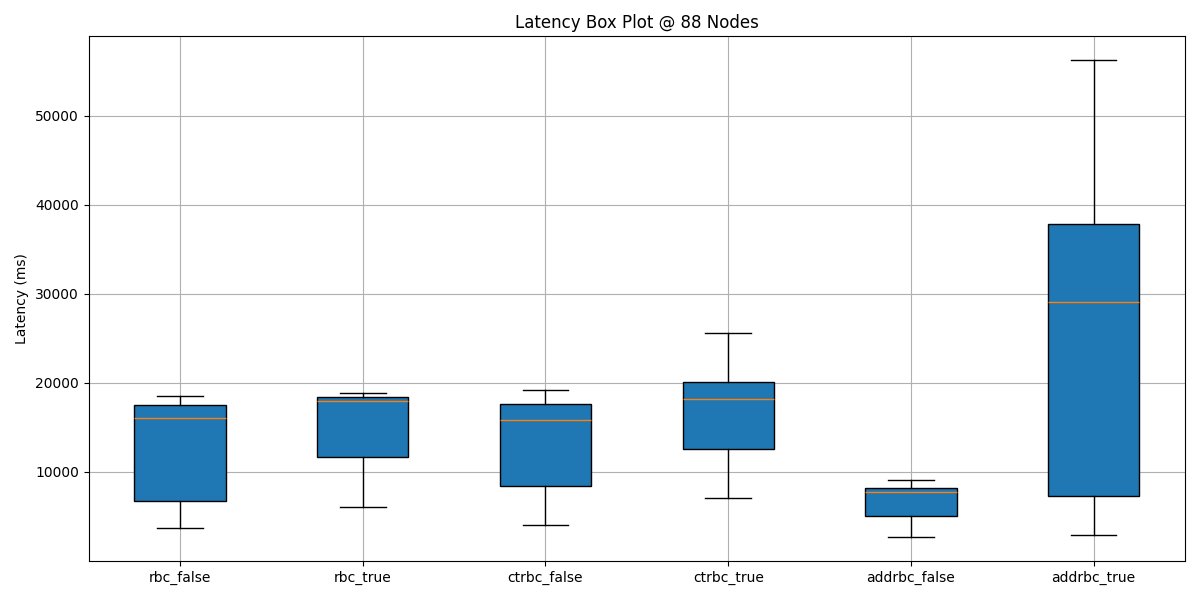 Latency Box Plot @ 88 Nodes
Latency (ms)
50000
40000
30000
20000
10000
rbc_false
rbc_true
ctrbc_false
ctrbc_true
addrbc_false
addrbc_true